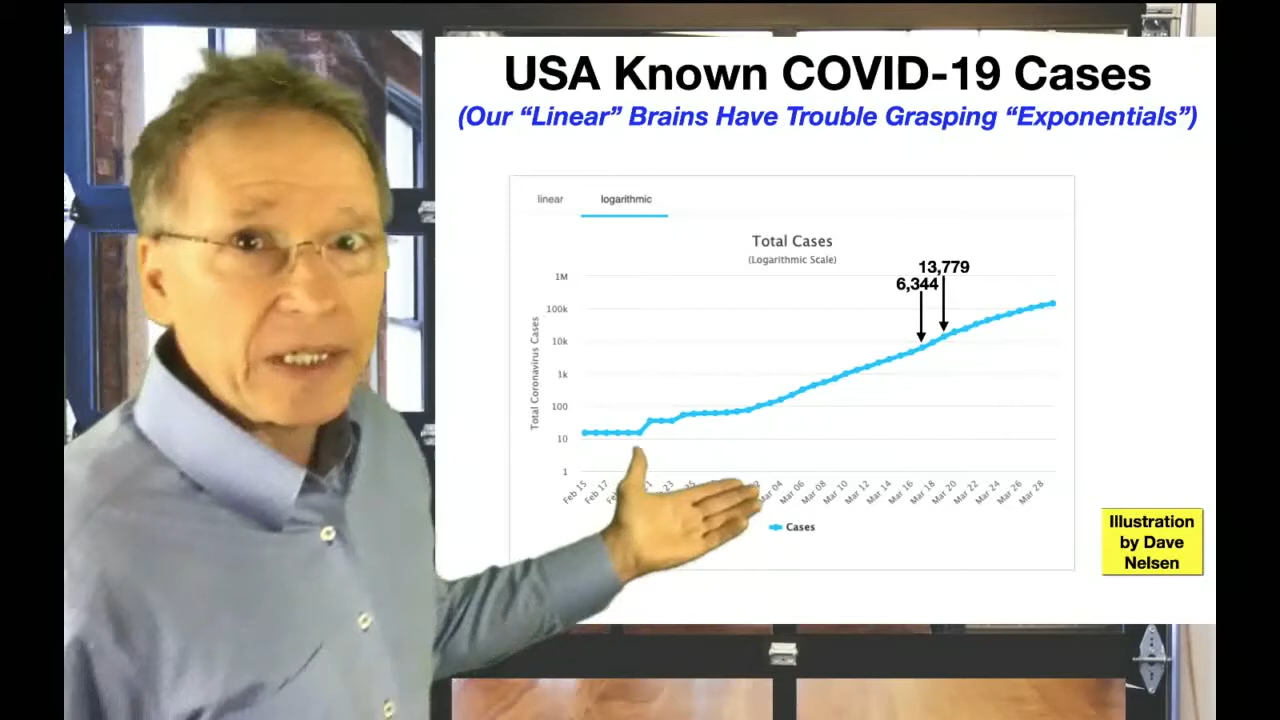 USA Known COVID-19 Cases
(Our “Linear” Brains Have Trouble Grasping “Exponentials”)
linear
logarithmic
Total Cases
(Logarithmic Scale)
13,779
6,344
Total Coronavirus Cases
1M
100k
10k
1k
100
10
1
Feb 15
Feb 17
Mar 04
Mar 06
Mar 08
Mar 10
Mar 12
Mar 14
Mar 16
Mar 18
Mar 20
Mar 22
Mar 24
Mar 26
Mar 28
Cases
Illustration
by Dave
Nelsen